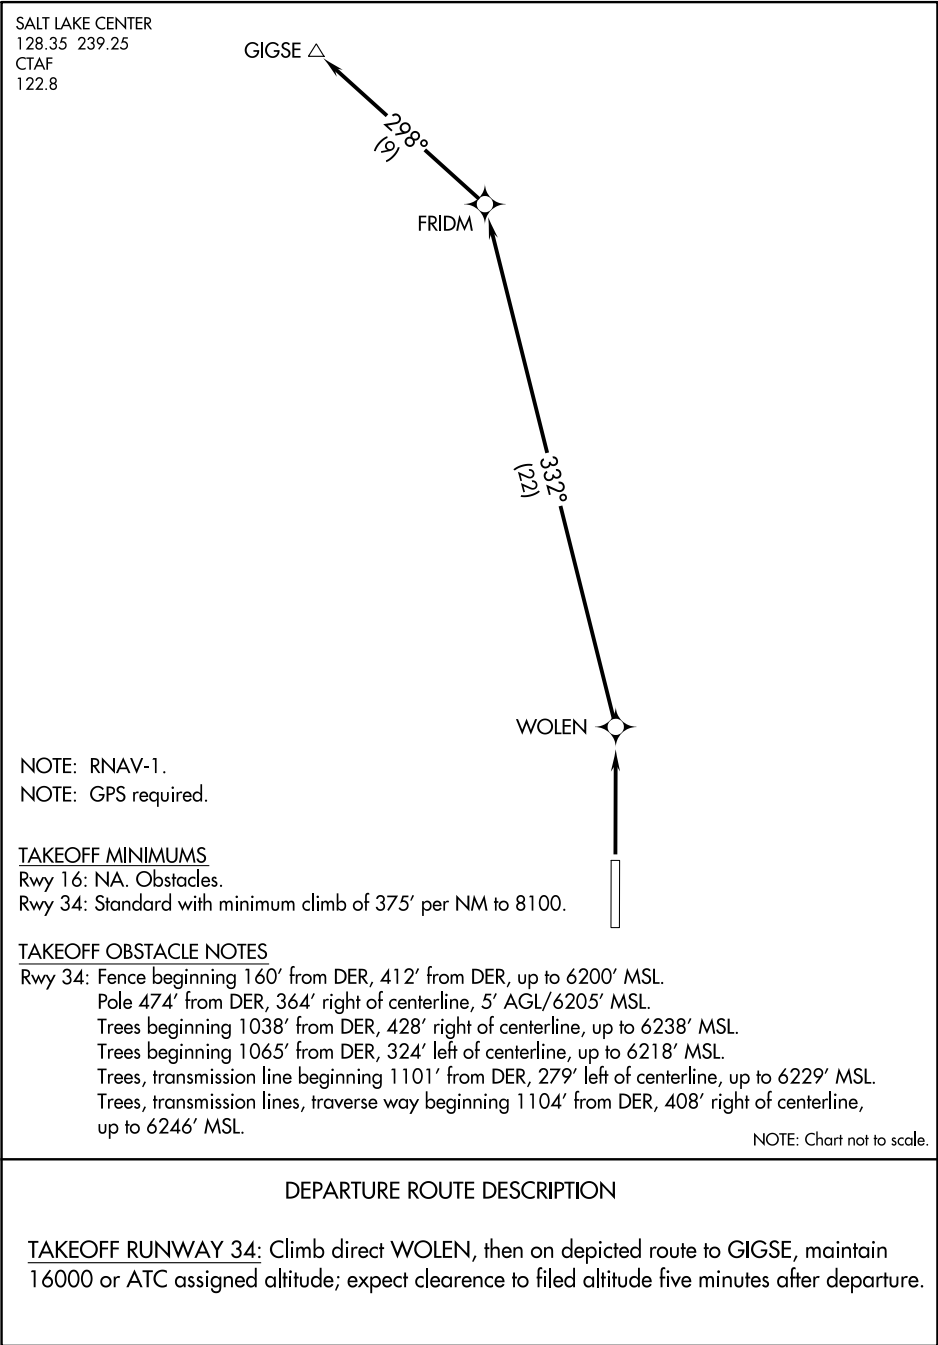 SALT LAKE CENTER
128.35 239.25
CTAF
122.8
GIGSE
298°
(9)
FRIDM
332°
(22)
WOLEN
NOTE: RNAV-1.
NOTE: GPS required.
TAKEOFF MINIMUMS
Rwy 16: NA. Obstacles.
Rwy 34: Standard with minimum climb of 375' per NM to 8100.
TAKEOFF OBSTACLE NOTES
Rwy 34: Fence beginning 160' from DER, 412' from DER, up to 6200' MSL.
Pole 474' from DER, 364' right of centerline, 5' AGL/6205' MSL.
Trees beginning 1038' from DER, 428' right of centerline, up to 6238' MSL.
Trees beginning 1065' from DER, 324' left of centerline, up to 6218' MSL.
Trees, transmission line beginning 1101' from DER, 279' left of centerline, up to 6229' MSL.
Trees, transmission lines, traverse way beginning 1104' from DER, 408' right of centerline,
up to 6246' MSL.
NOTE: Chart not to scale.
DEPARTURE ROUTE DESCRIPTION
TAKEOFF RUNWAY 34: Climb direct WOLEN, then on depicted route to GIGSE, maintain
16000 or ATC assigned altitude; expect clearence to filed altitude five minutes after departure.